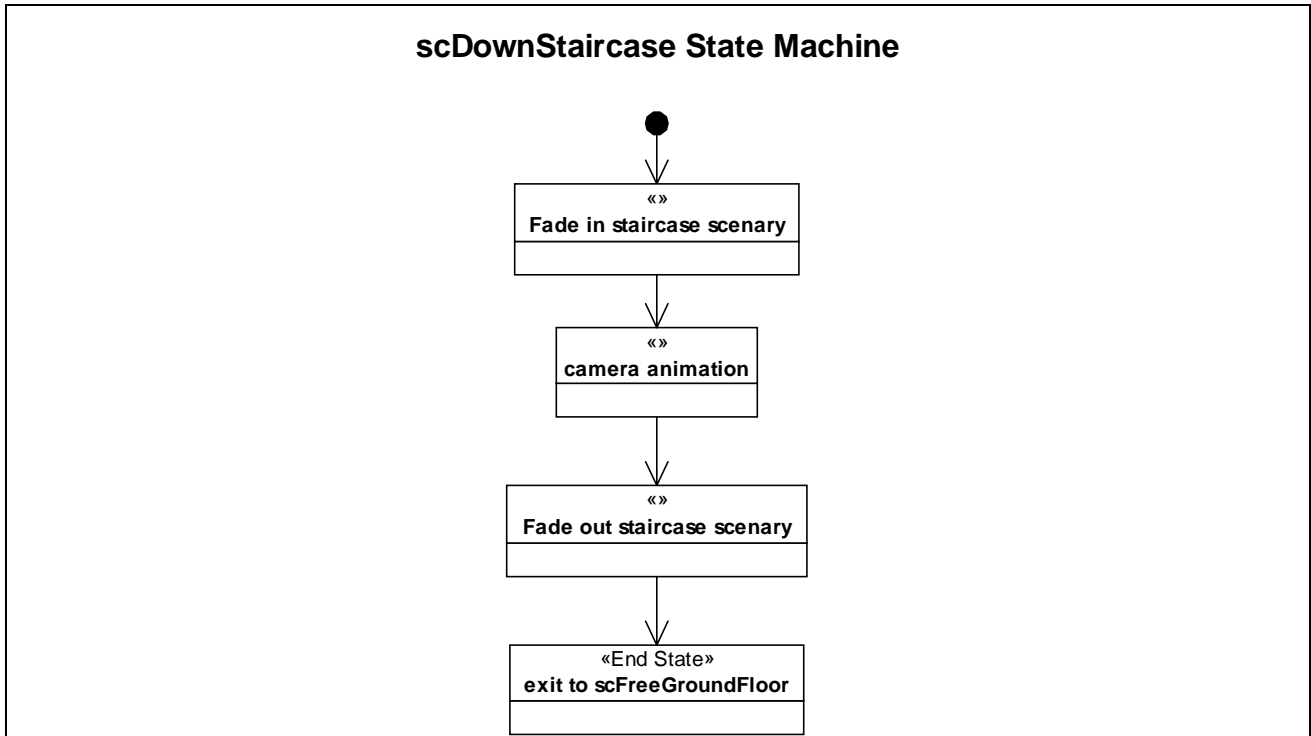 scDownStaircase State Machine
«»
Fade in staircase scenary
«»
camera animation
«»
Fade out staircase scenary
«End State»
exit to scFreeGroundFloor